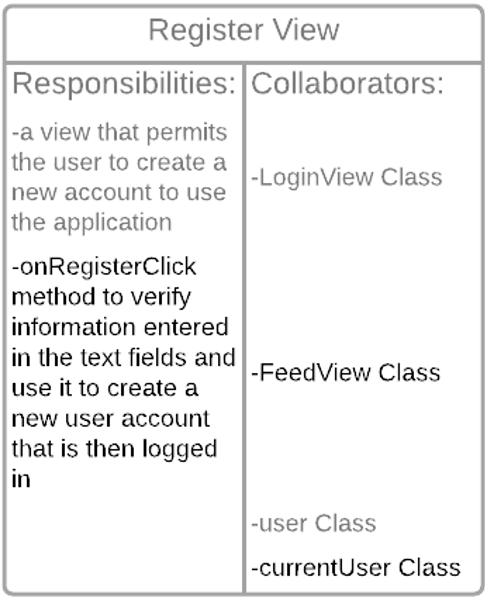 Register View
Responsibilities:
-a view that permits
the user to create a
new account to use
the application
-onRegisterClick
method to verify
information entered
in the text fields and
use it to create a
new user account
that is then logged
in
Collaborators:
-LoginView Class
-FeedView Class
-user Class
-currentUser Class